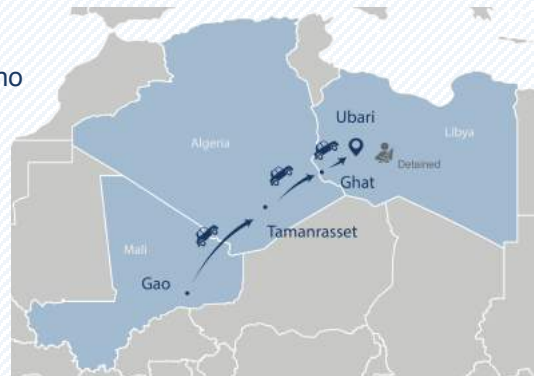 no
Ubari
Algeria
Libya
Detained
Ghat
Tamanrasset
Mali
Gao